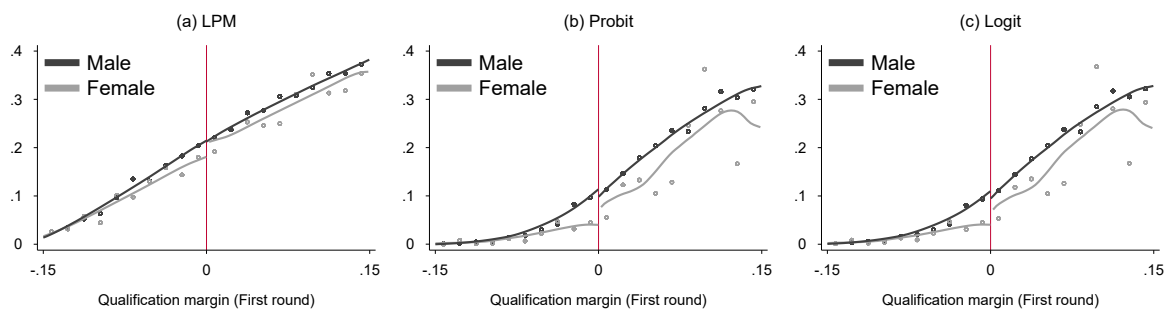 (a) LPM
.4
.3
.2
.1
0
-.15
0
.15
Male
Female
Qualification margin (First round)
(b) Probit
.4
.3
.2
.1
0
-.15
0
.15
Male
Female
Qualification margin (First round)
(c) Logit
.4
.3
.2
.1
0
-.15
0
.15
Male
Female
Qualification margin (First round)